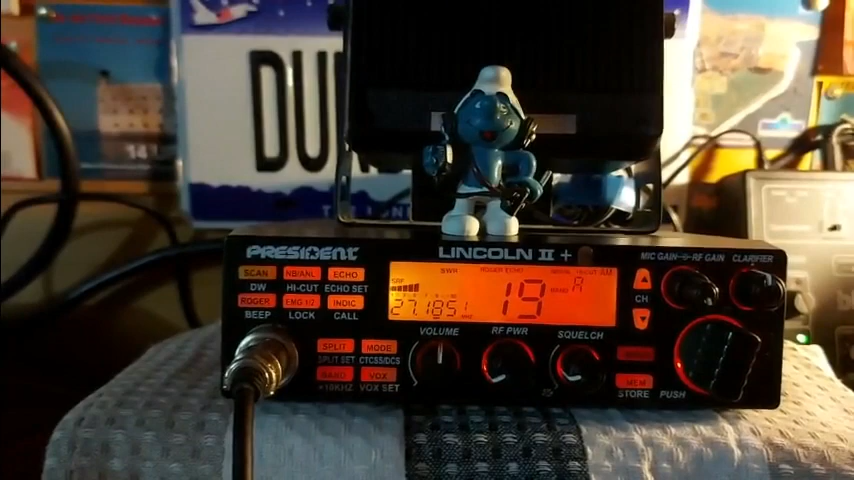 DU
PRESIDENT
LINCOLN II +
MIC GAIN RF GAIN CLARIFIER
SCAN NB/ANL ECHO
DW HI-CUT ECHO SET
ROGER EMG 1/2 INDIC
BEEP LOCK CALL
SWR
ROGER ECHO
AM
A
SRF
19
27.1851
CH
VOLUME RF PWR SQUELCH
SPLIT MODE
SPLIT SET CTCSS/DCS
BAND VOX
+10KHZ VOX SET
MEM
STORE PUSH